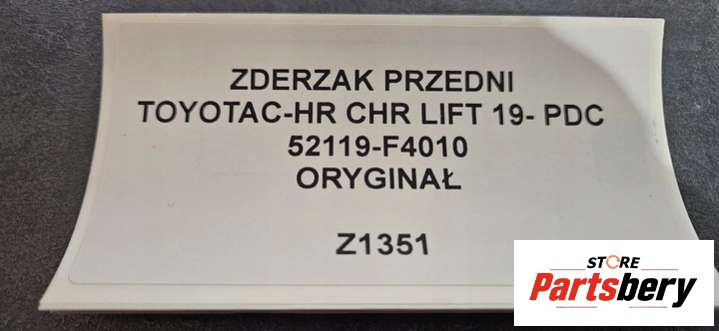 ZDERZAK PRZEDNI
TOYOTAC-HR CHR LIFT 19- PDC
52119-F4010
ORYGINAŁ
Z1351
STORE
Partsbery